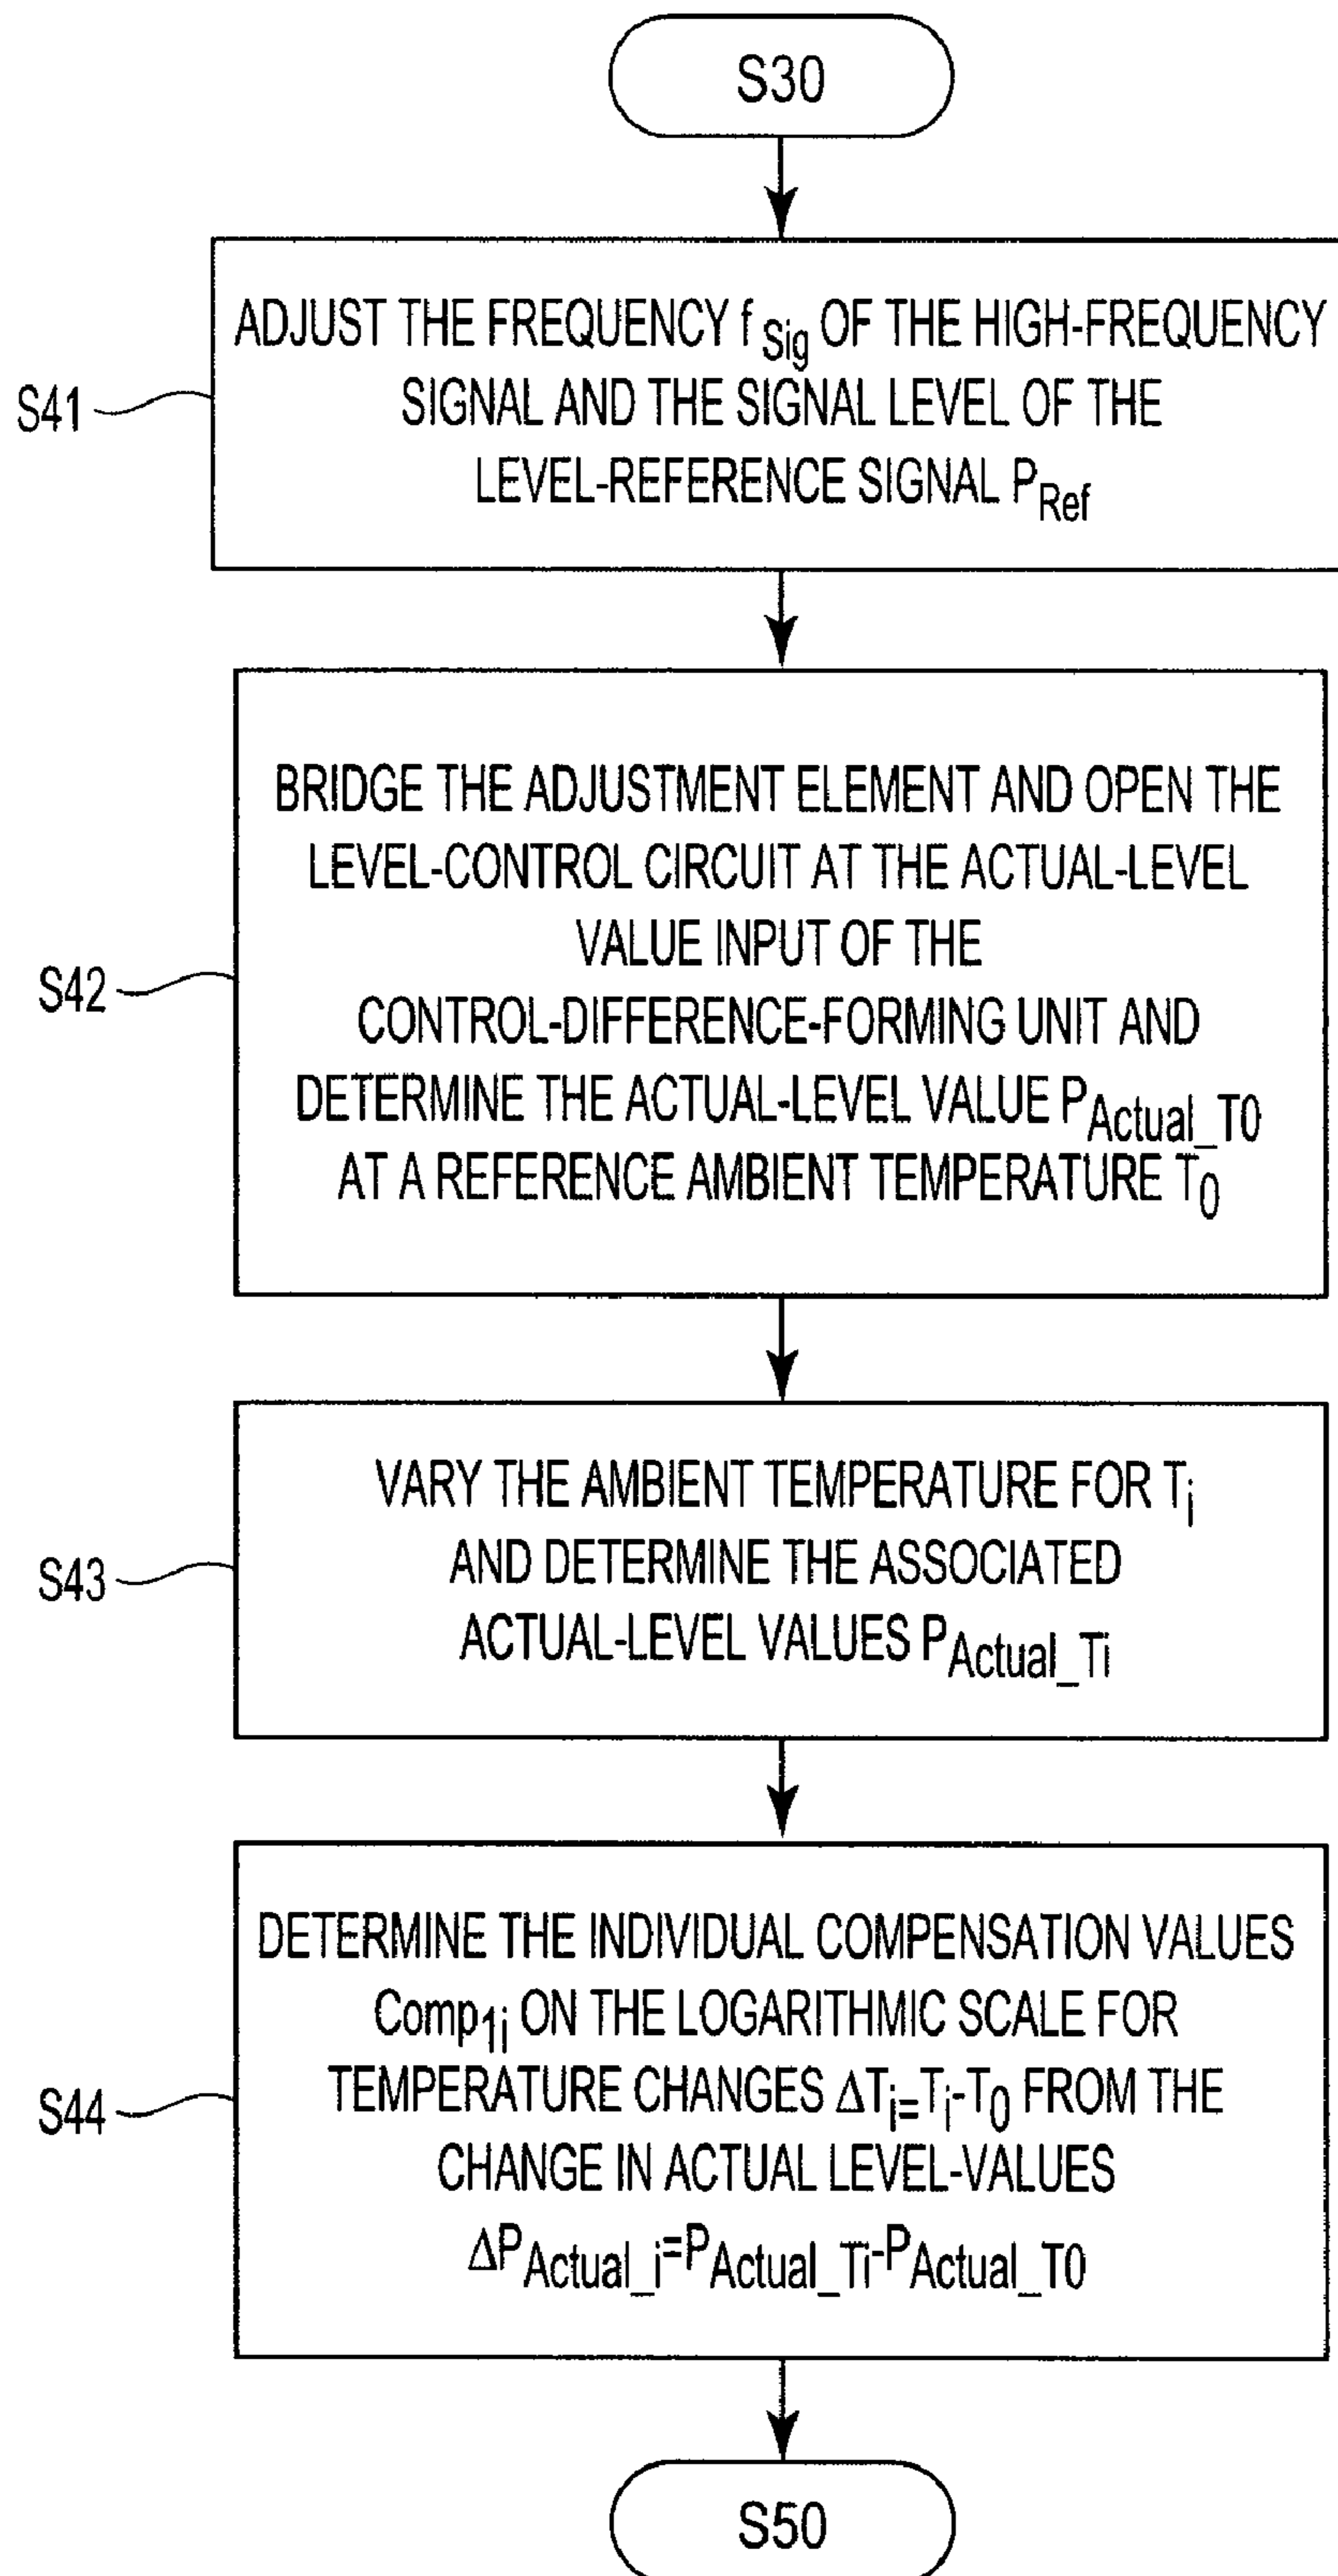 S30
S41
ADJUST THE FREQUENCY f Sig OF THE HIGH-FREQUENCY
SIGNAL AND THE SIGNAL LEVEL OF THE
LEVEL-REFERENCE SIGNAL PRef
S42
BRIDGE THE ADJUSTMENT ELEMENT AND OPEN THE
LEVEL-CONTROL CIRCUIT AT THE ACTUAL-LEVEL
VALUE INPUT OF THE
CONTROL-DIFFERENCE-FORMING UNIT AND
DETERMINE THE ACTUAL-LEVEL VALUE PActual_T0
AT A REFERENCE AMBIENT TEMPERATURE T0
S43
VARY THE AMBIENT TEMPERATURE FOR Ti
AND DETERMINE THE ASSOCIATED
ACTUAL-LEVEL VALUES PActual_Ti
S44
DETERMINE THE INDIVIDUAL COMPENSATION VALUES
Comp1i ON THE LOGARITHMIC SCALE FOR
TEMPERATURE CHANGES ΔTi=Ti-T0 FROM THE
CHANGE IN ACTUAL LEVEL-VALUES
ΔPActual_i=PActual_Ti-PActual_T0
S50